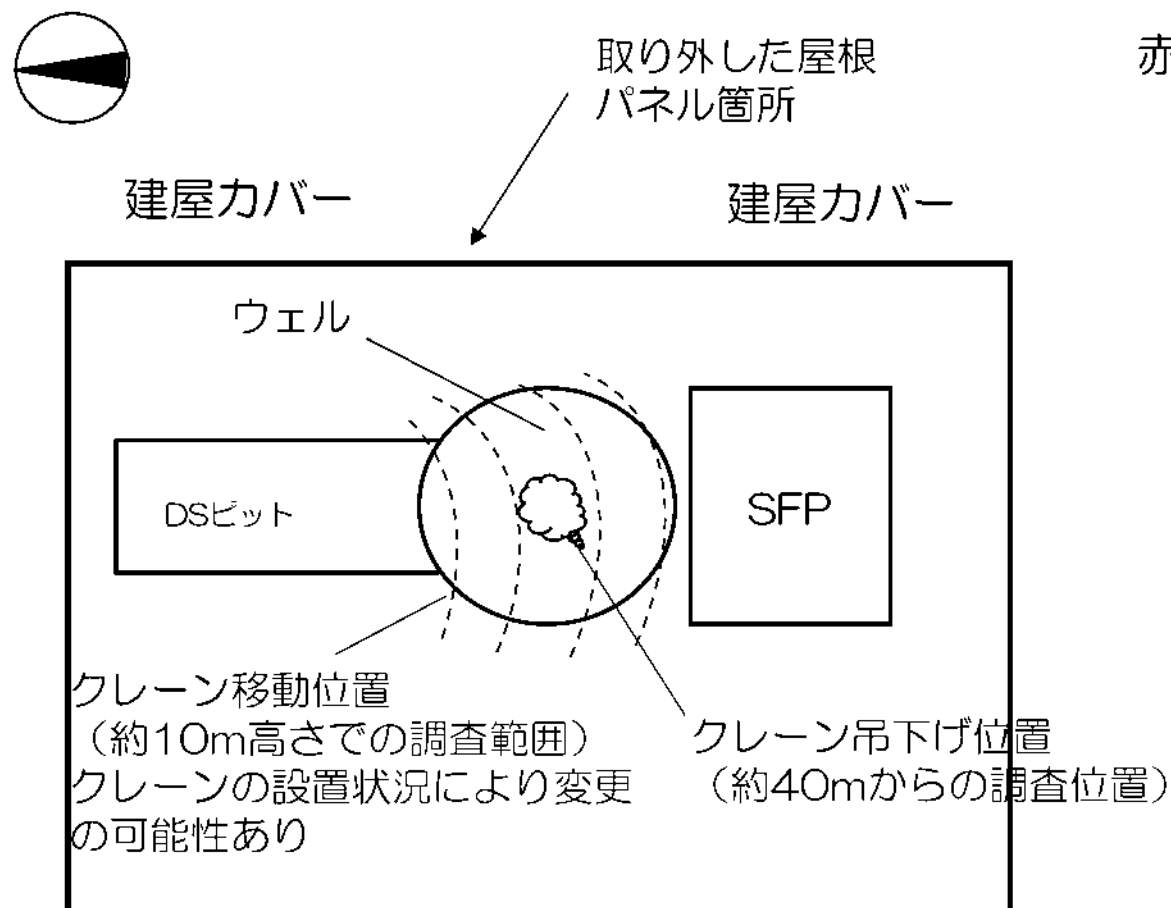 取り外した屋根
パネル箇所
赤
建屋カバー
建屋カバー
ウェル
DSピット
SFP
クレーン移動位置
（約10m高さでの調査範囲）
クレーンの設置状況により変更
の可能性あり
クレーン吊下げ位置
（約40mからの調査位置）